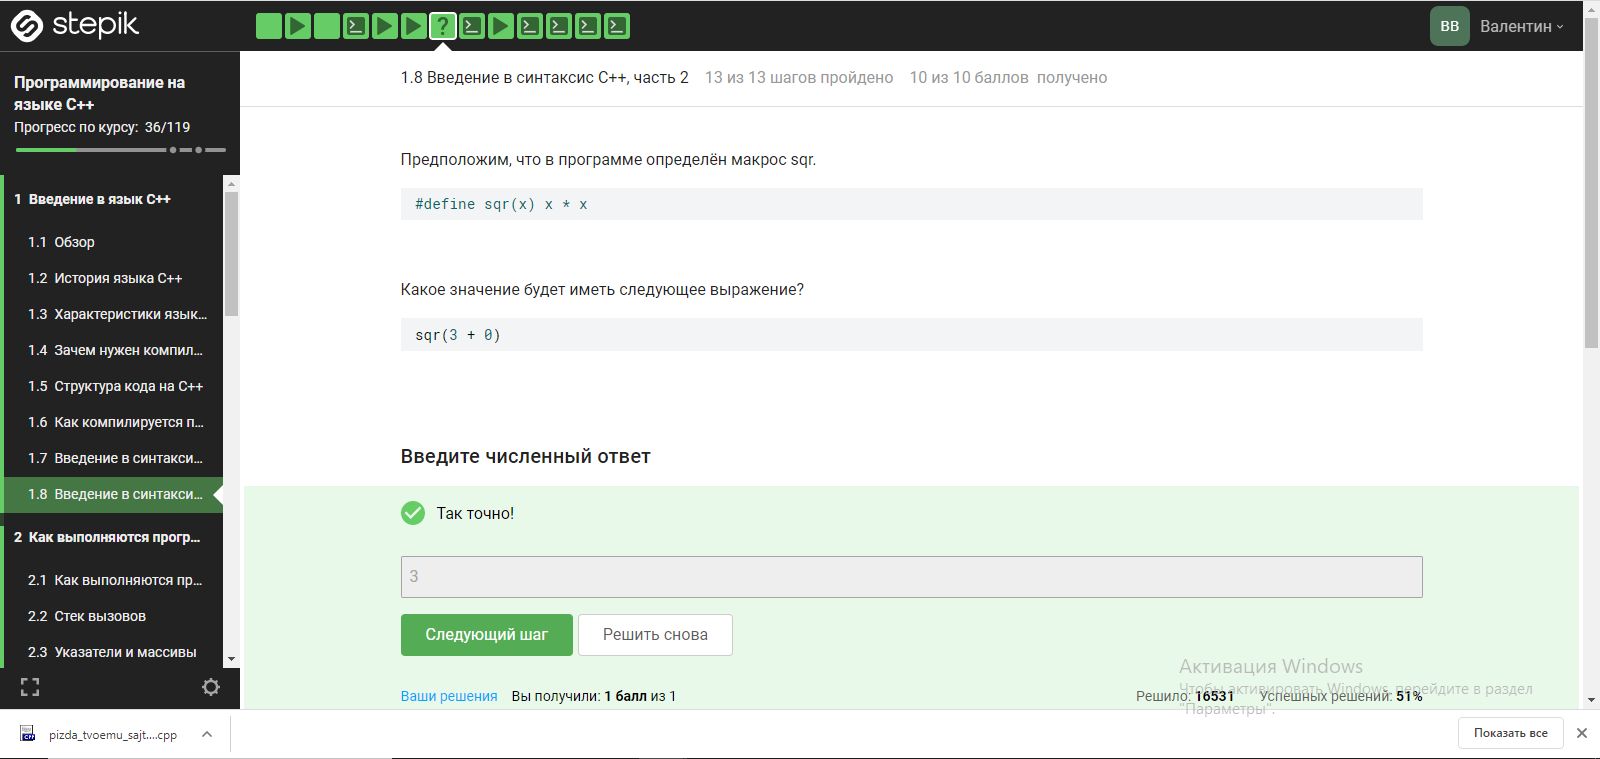 stepik
ВВ
Валентин
Программирование на
языке C++
Прогресс по курсу: 36/119
1 Введение в язык C++
1.1 Обзор
1.2 История языка C++
1.3 Характеристики язык...
1.4 Зачем нужен компил...
1.5 Структура кода на C++
1.6 Как компилируется п...
1.7 Введение в синтакси...
1.8 Введение в синтакси...
2 Как выполняются прогр...
2.1 Как выполняются пр...
2.2 Стек вызовов
2.3 Указатели и массивы
1.8 Введение в синтаксис C++, часть 2 13 из 13 шагов пройдено 10 из 10 баллов получено
Предположим, что в программе определён макрос sqr.
#define sqr(x) x * x
Какое значение будет иметь следующее выражение?
sqr(3 + 0)
Введите численный ответ
Так точно!
3
Следующий шаг
Решить снова
Ваши решения Вы получили: 1 балл из 1
Решило: 16531 Успешных решений: 51%
Активация Windows
Чтобы активировать Windows, перейдите в раздел
"Параметры".
pizda_tvoemu_sajt....cpp
Показать все